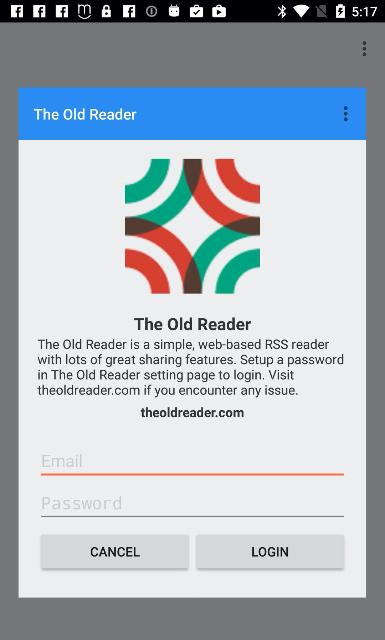 5:17
The Old Reader
The Old Reader
The Old Reader is a simple, web-based RSS reader
with lots of great sharing features. Setup a password
in The Old Reader setting page to login. Visit
theoldreader.com if you encounter any issue.
theoldreader.com
Email
Password
CANCEL LOGIN